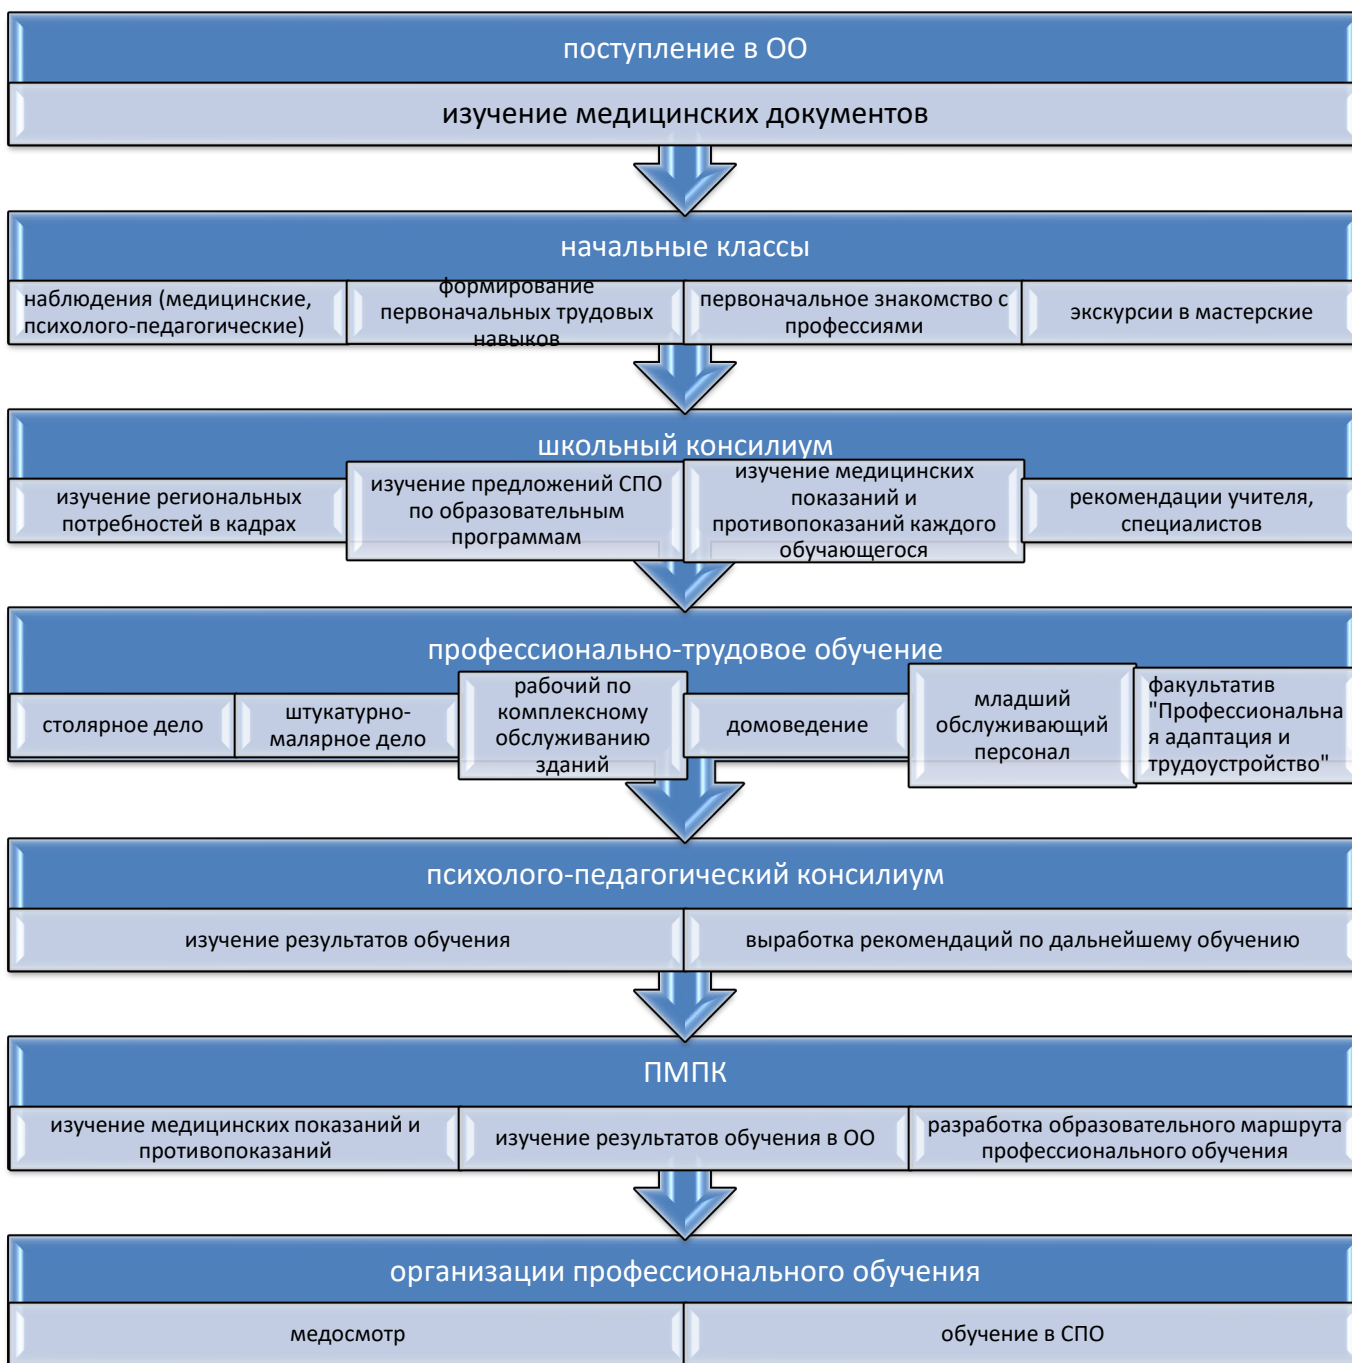 поступление в ОО
изучение медицинских документов
начальные классы
наблюдения (медицинские,
психолого-педагогические)
формирование
первоначальных трудовых
навыков
первоначальное знакомство с
профессиями
экскурсии в мастерские
школьный консилиум
изучение региональных
потребностей в кадрах
изучение предложений СПО
по образовательным
программам
изучение медицинских
показаний и
противопоказаний каждого
обучающегося
рекомендации учителя,
специалистов
профессионально-трудовое обучение
столярное дело
штукатурно-
малярное дело
рабочий по
комплексному
обслуживанию
зданий
домоведение
младший
обслуживающий
персонал
факультатив
"Профессиональна
я адаптация и
трудоустройство"
психолого-педагогический консилиум
изучение результатов обучения
выработка рекомендаций по дальнейшему обучению
ПМПК
изучение медицинских показаний и
противопоказаний
изучение результатов обучения в ОО
разработка образовательного маршрута
профессионального обучения
организации профессионального обучения
медосмотр
обучение в СПО